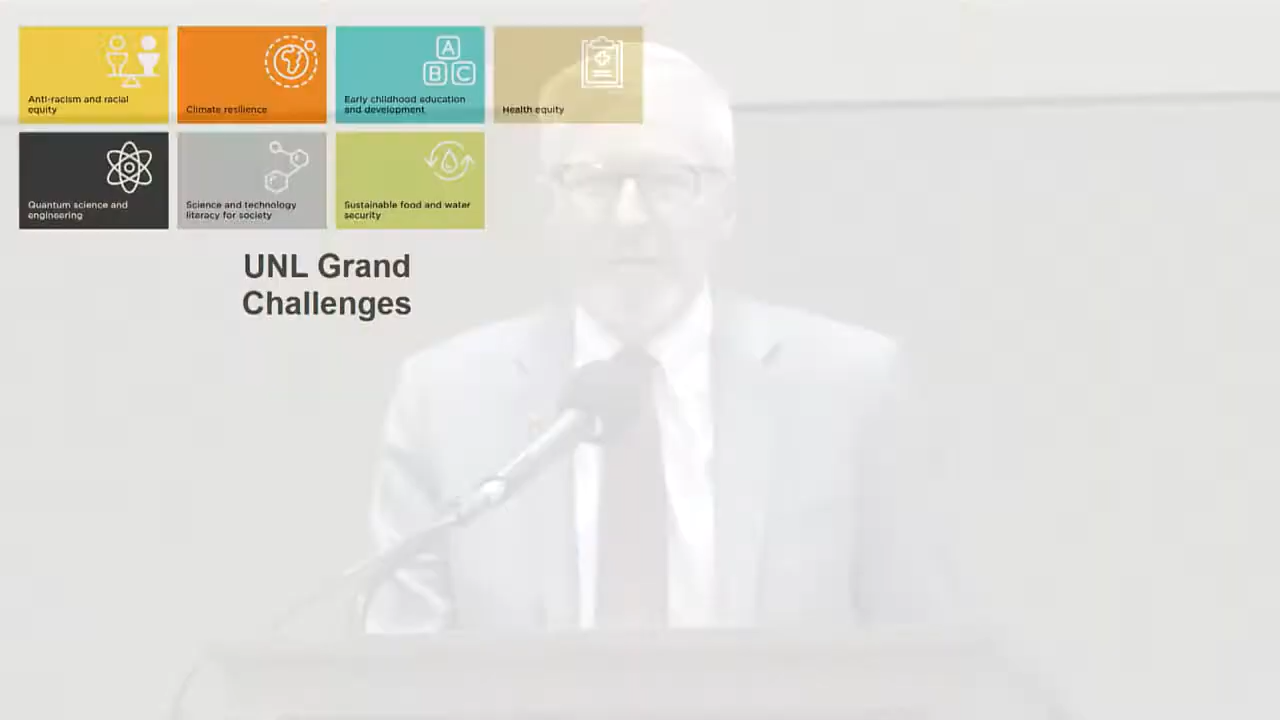 Anti-racism and racial
equity
Climate resilience
A
B C
Early childhood education
and development
Health equity
Quantum science and
engineering
Science and technology
literacy for society
Sustainable food and water
security
UNL Grand
Challenges